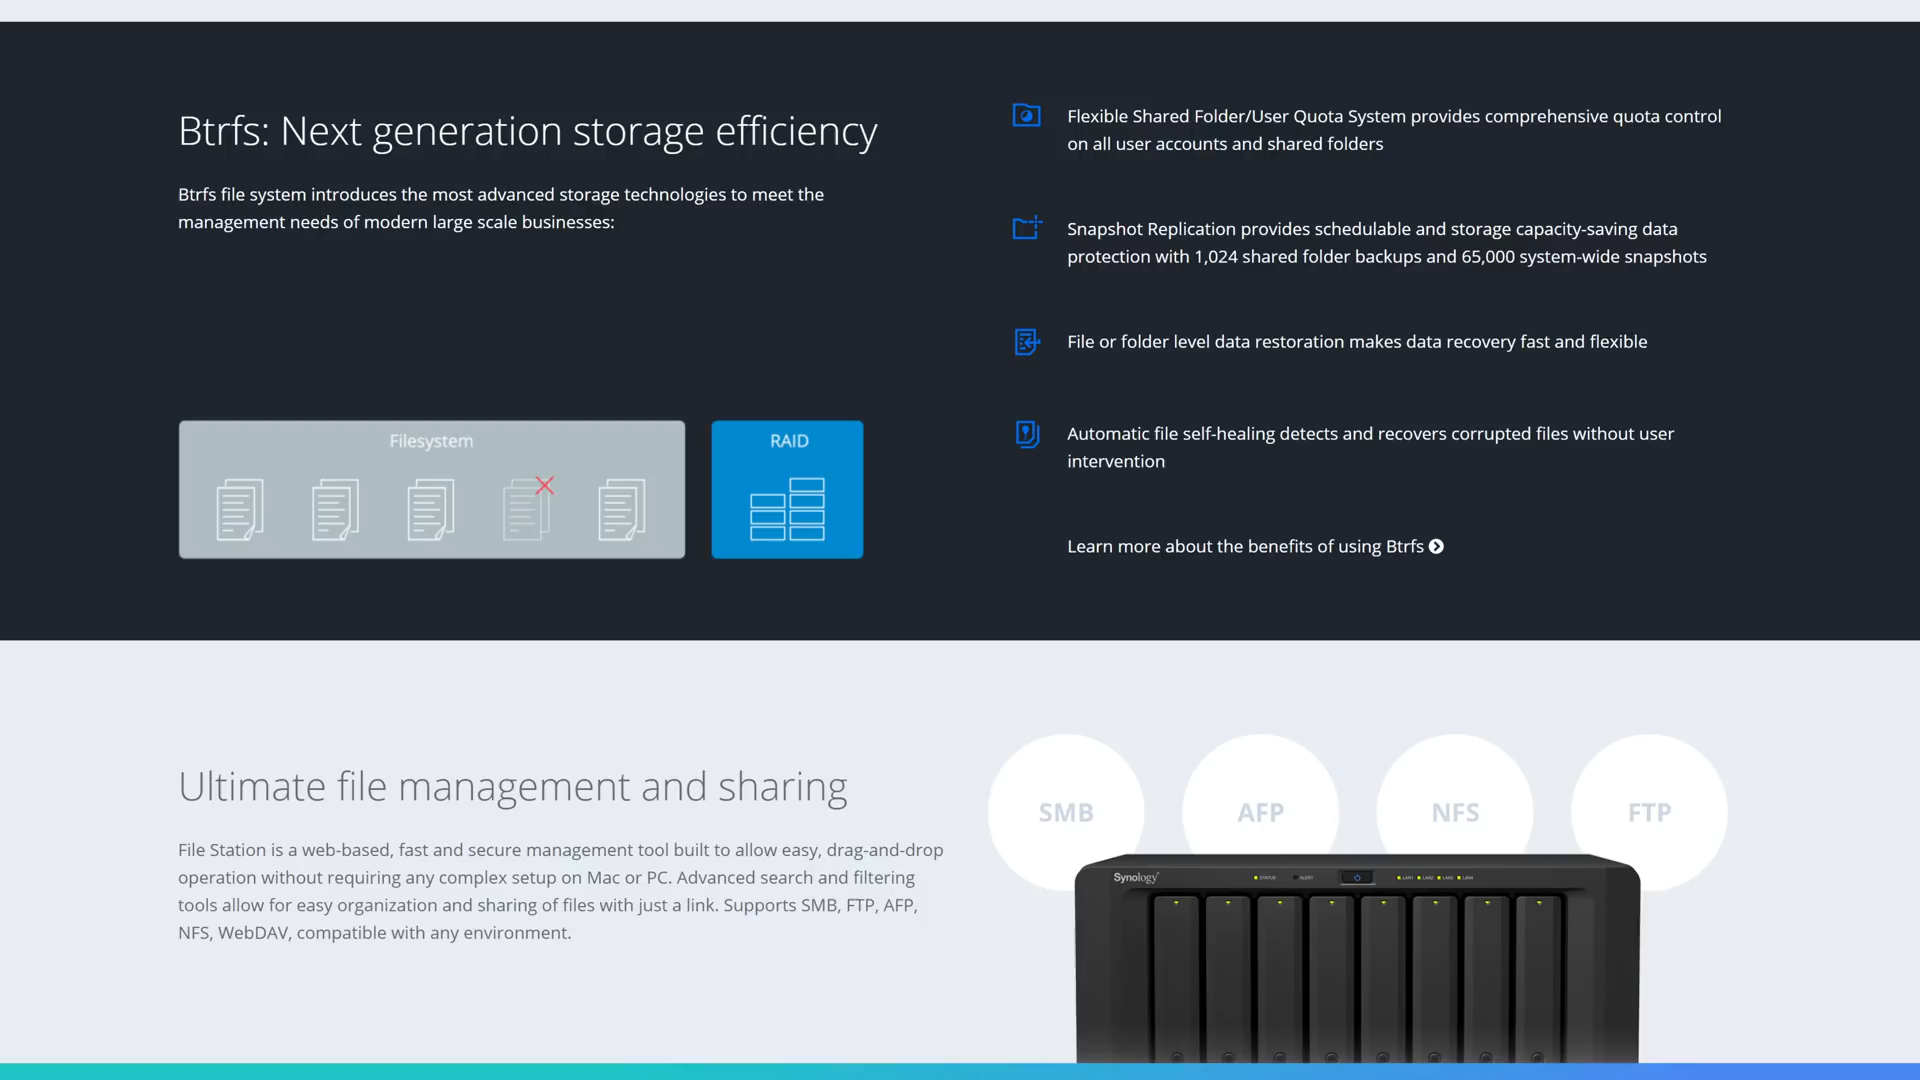 Btrfs: Next generation storage efficiency
Btrfs file system introduces the most advanced storage technologies to meet the
management needs of modern large scale businesses:
Filesystem
RAID
Flexible Shared Folder/User Quota System provides comprehensive quota control
on all user accounts and shared folders
Snapshot Replication provides schedulable and storage capacity-saving data
protection with 1,024 shared folder backups and 65,000 system-wide snapshots
File or folder level data restoration makes data recovery fast and flexible
Automatic file self-healing detects and recovers corrupted files without user
intervention
Learn more about the benefits of using Btrfs
Ultimate file management and sharing
File Station is a web-based, fast and secure management tool built to allow easy, drag-and-drop
operation without requiring any complex setup on Mac or PC. Advanced search and filtering
tools allow for easy organization and sharing of files with just a link. Supports SMB, FTP, AFP,
NFS, WebDAV, compatible with any environment.
SMB
AFP
NFS
FTP
Synology
STATUS
ALERT
LAN1 LAN2 LAN3 LAN4